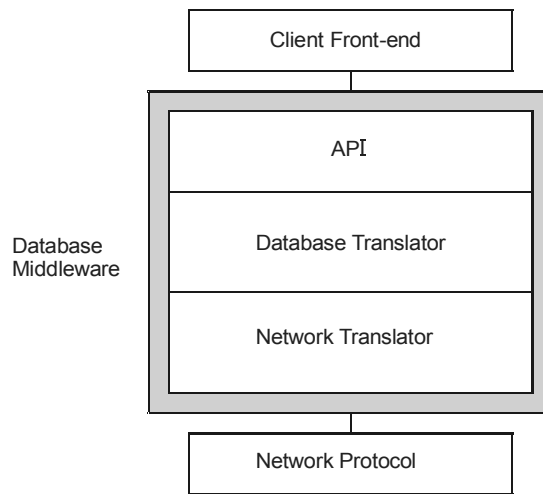 Client Front-end
API
Database Translator
Database
Middleware
Network Translator
Network Protocol